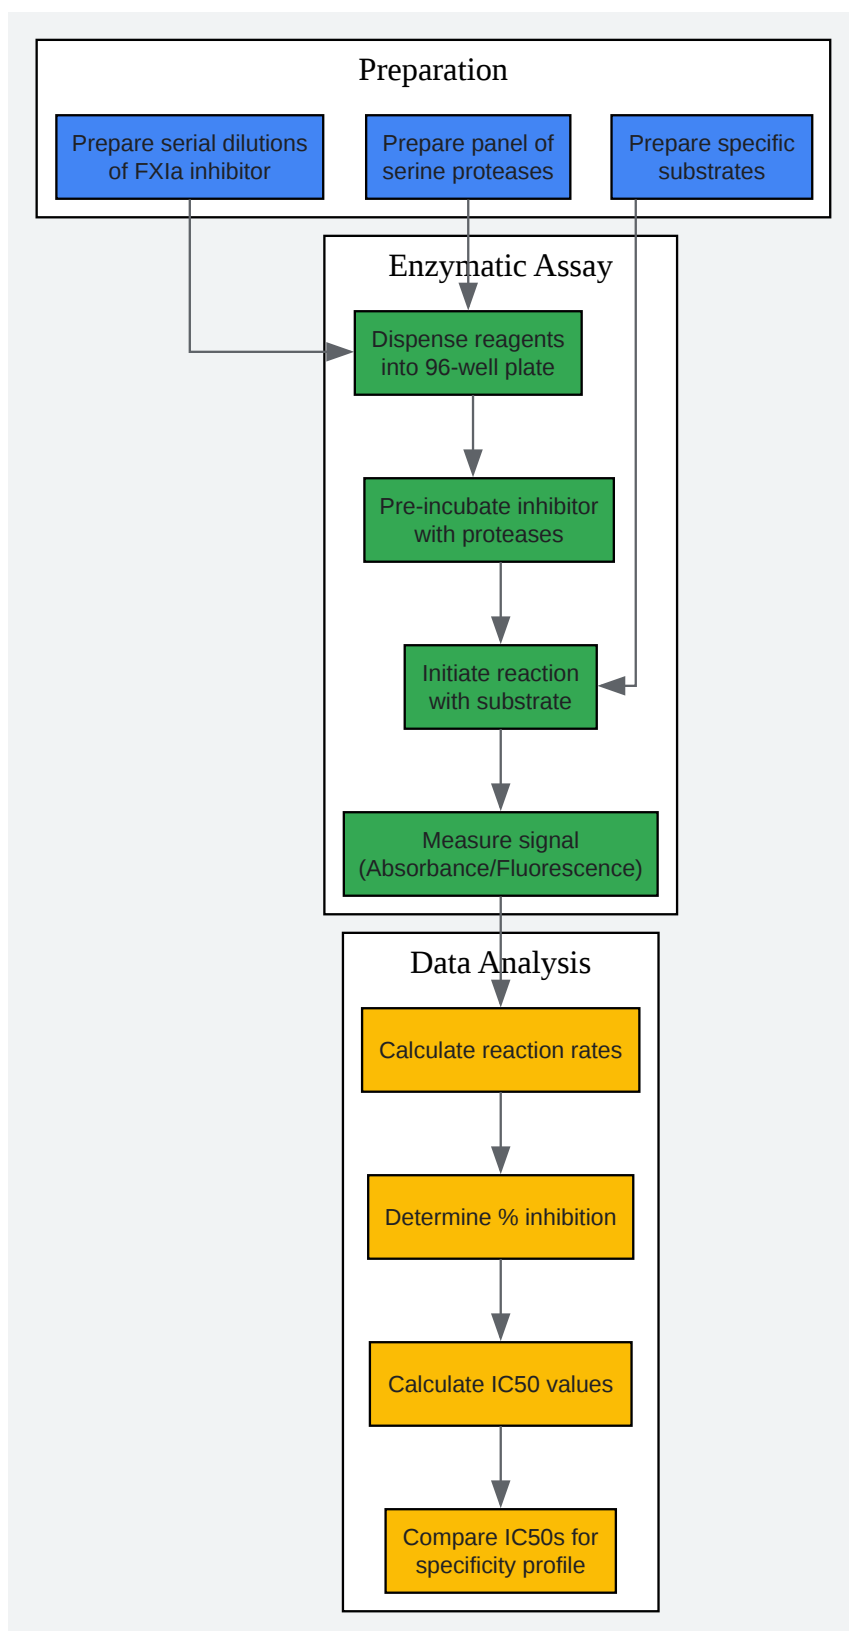 Preparation
Prepare serial dilutions
of FXIa inhibitor
Prepare panel of
serine proteases
Prepare specific
substrates
Enzymatic Assay
Dispense reagents
into 96-well plate
Pre-incubate inhibitor
with proteases
Initiate reaction
with substrate
Measure signal
(Absorbance/Fluorescence)
Data Analysis
Calculate reaction rates
Determine % inhibition
Calculate IC50 values
Compare IC50s for
specificity profile